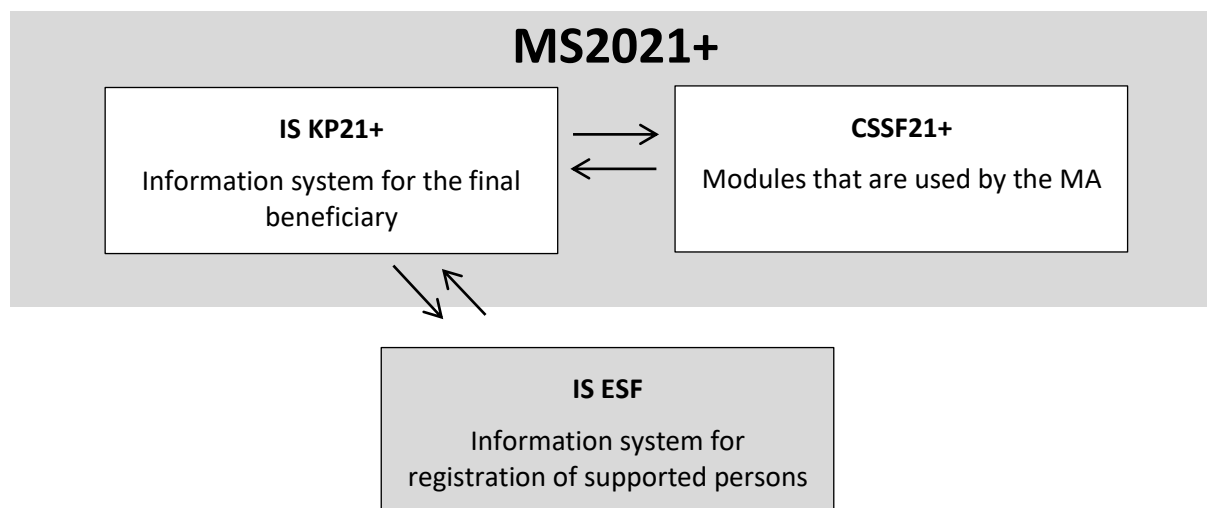 MS2021+
IS KP21+
Information system for the final
beneficiary
CSSF21+
Modules that are used by the MA
IS ESF
Information system for
registration of supported persons